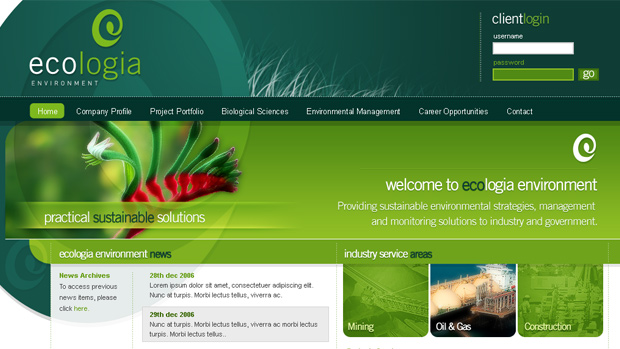 ecologia
ENVIRONMENT
clientlogin
username
password
go
Home Company Profile Project Portfolio Biological Sciences Environmental Management Career Opportunities Contact
practical sustainable solutions
welcome to ecologia environment
Providing sustainable environmental strategies, management
and monitoring solutions to industry and government.
ecologia environment news
News Archives
To access previous
news items, please
click here.
20th dec 2006
Lorem ipsum dolor sit amet, consectetuer adipiscing elit.
Nunc at turpis. Morbi lectus tellus, viverra ac.
29th dec 2006
Nunc at turpis. Morbi lectus tellus, viverra ac morbi lectus
turpis. Morbi lectus tellus..
industry service areas
Mining
Oil & Gas
Construction